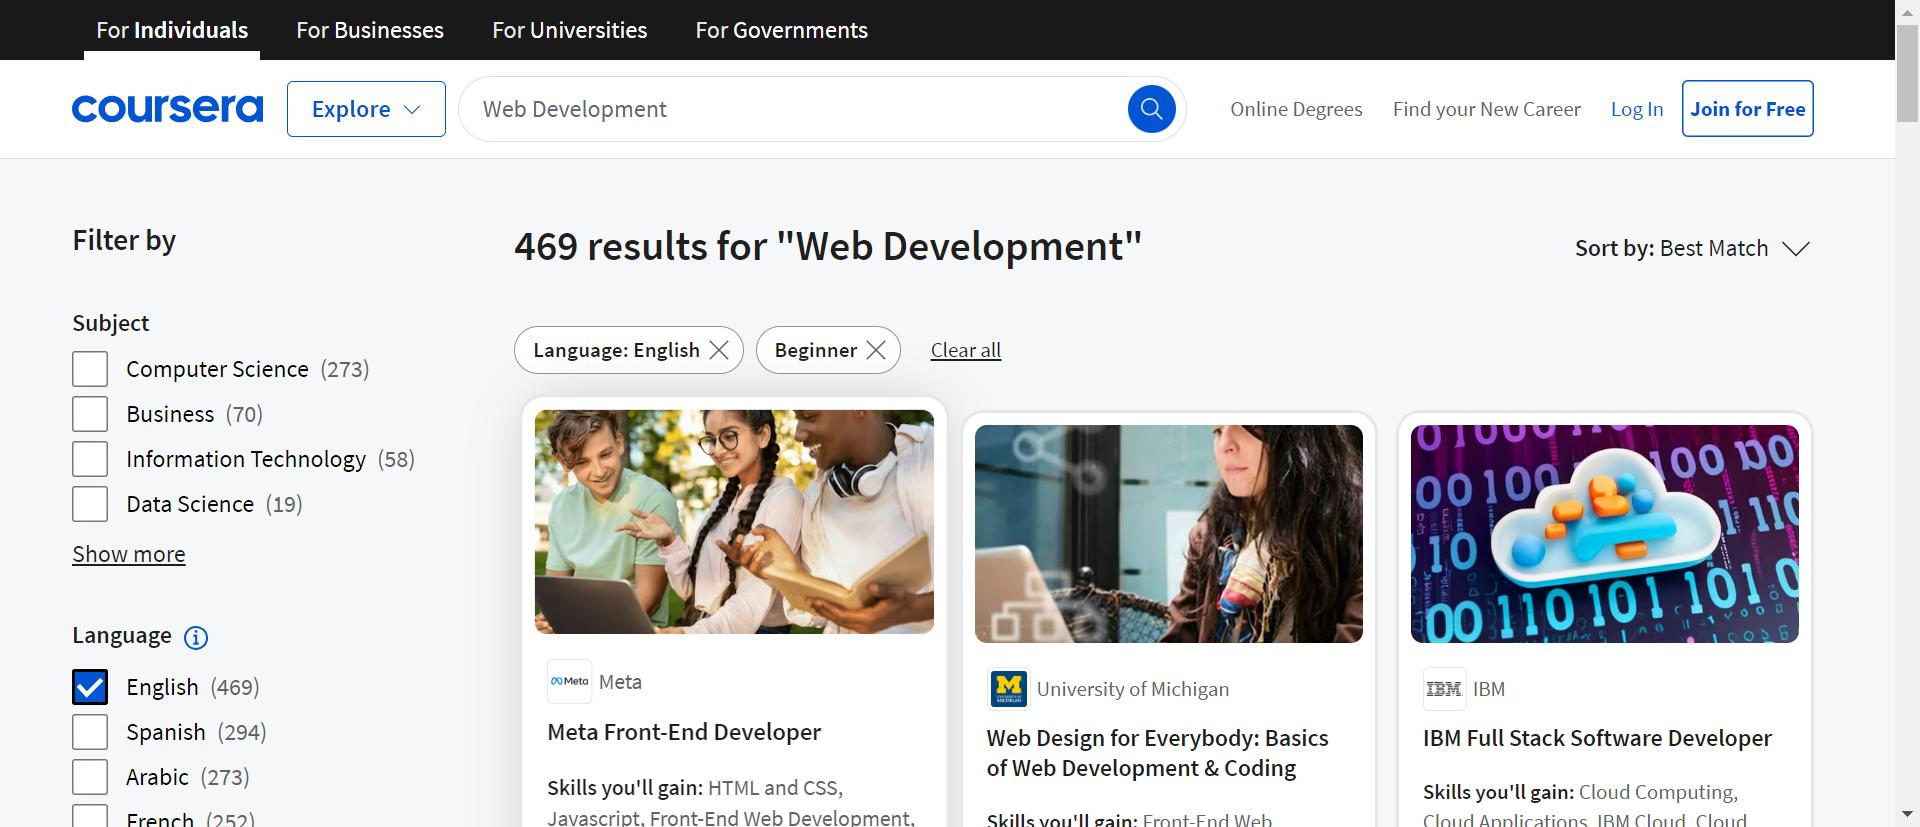 For Individuals
For Businesses
For Universities
For Governments
coursera
Explore
Web Development
Online Degrees
Find your New Career
Log In
Join for Free
Filter by
Subject
Computer Science (273)
Business (70)
Information Technology (58)
Data Science (19)
Show more
Language
English (469)
Spanish (294)
Arabic (273)
French (252)
469 results for "Web Development"
Sort by: Best Match
Language: English
Beginner
Clear all
Meta
Meta
Meta Front-End Developer
Skills you'll gain: HTML and CSS,
Javascript, Front-End Web Development,
M
UNIVERSITY OF
MICHIGAN
University of Michigan
Web Design for Everybody: Basics
of Web Development & Coding
Skills you'll gain: Front-End Web
IBM
IBM
IBM Full Stack Software Developer
Skills you'll gain: Cloud Computing,
Cloud Applications, IBM Cloud, Cloud